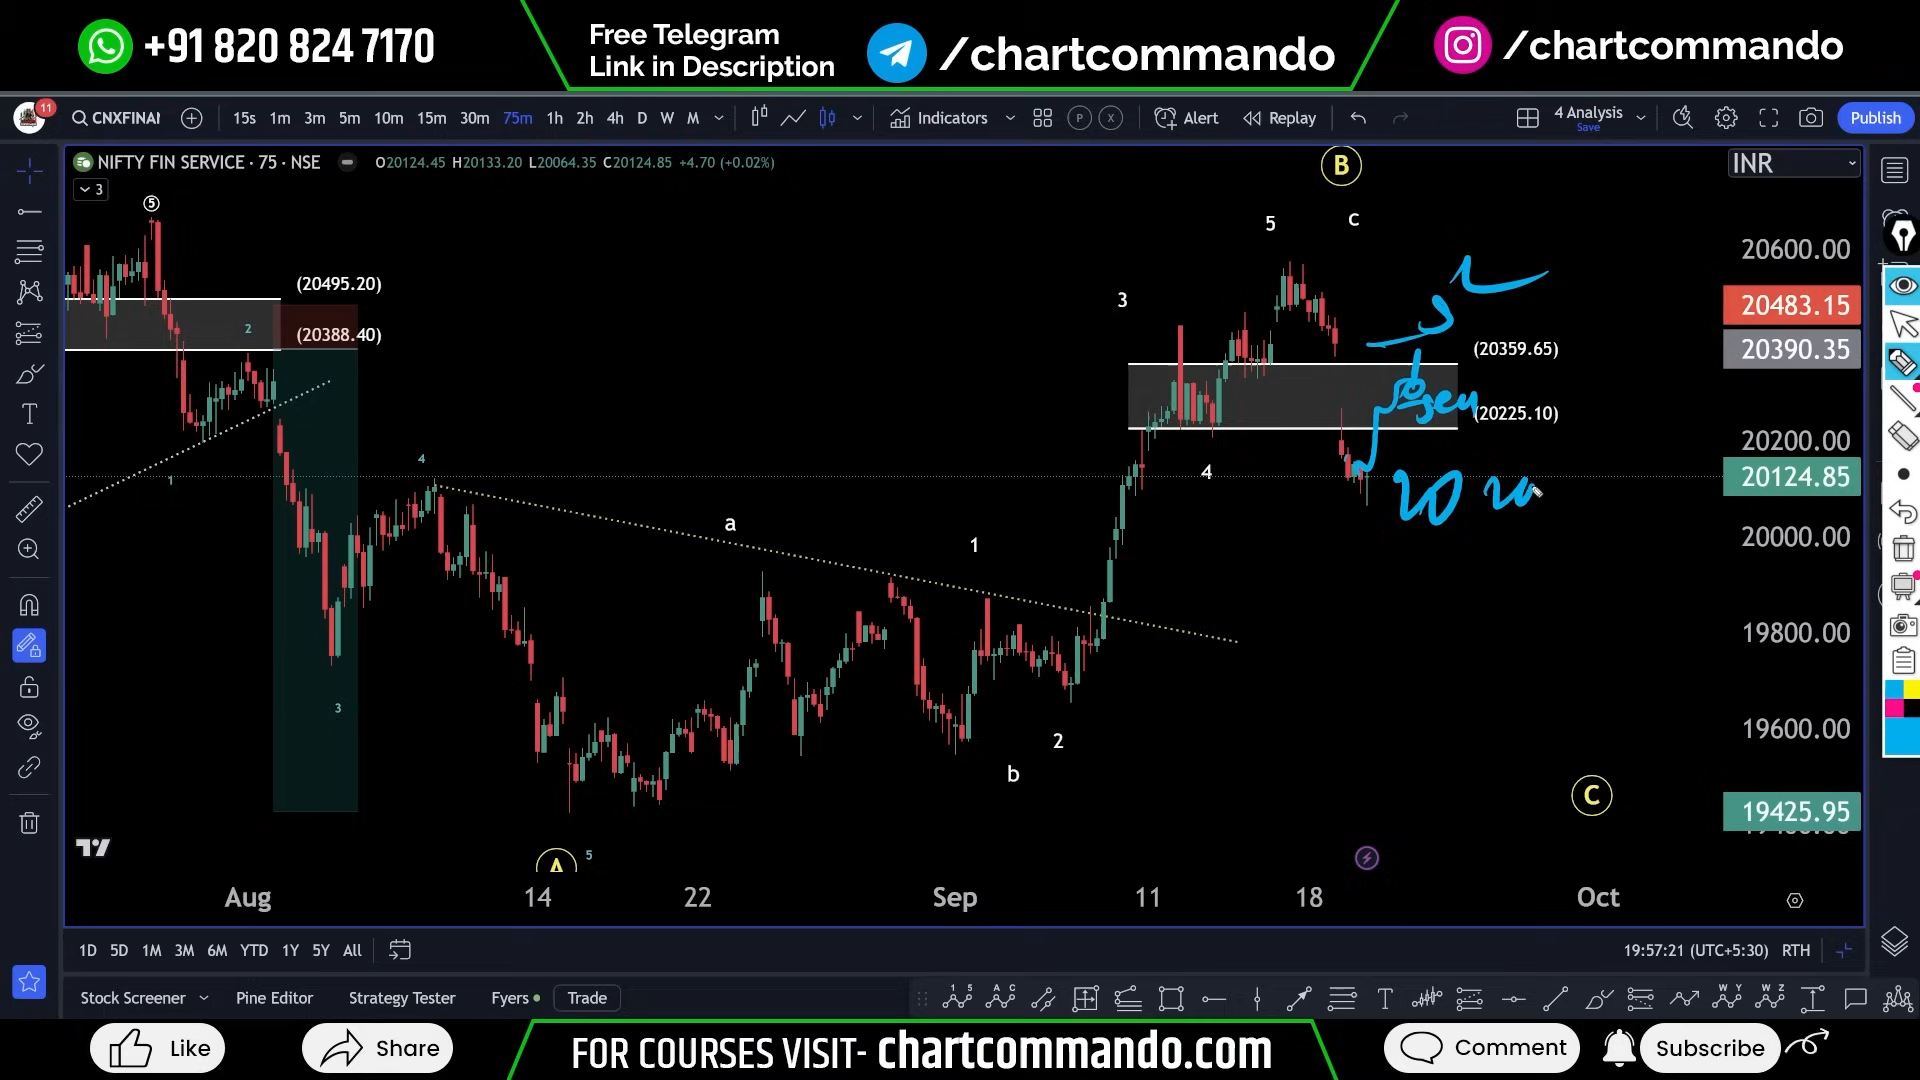 +91 820 824 7170
Free Telegram
Link in Description
/chartcommando
/chartcommando
11
CNXFINAI
15s 1m 3m 5m 10m 15m 30m 75m 1h 2h 4h D W M
Indicators
P X
Alert
Replay
4 Analysis
Save
Publish
NIFTY FIN SERVICE · 75 · NSE
O20124.45 H20133.20 L20064.35 C20124.85 +4.70 (+0.02%)
INR
3
B
5
5
c
(20495.20)
20600.00
20483.15
3
2
(20388.40)
(20359.65)
20390.35
(20225.10)
20200.00
4
4
1
20124.85
a
20000.00
1
19800.00
3
2
19600.00
b
C
19425.95
A
5
Aug 14 22 Sep 11 18 Oct
1D 5D 1M 3M 6M YTD 1Y 5Y All
19:57:21 (UTC+5:30) RTH
Stock Screener
Pine Editor
Strategy Tester
Fyers
Trade
Like
Share
FOR COURSES VISIT- chartcommando.com
Comment
Subscribe